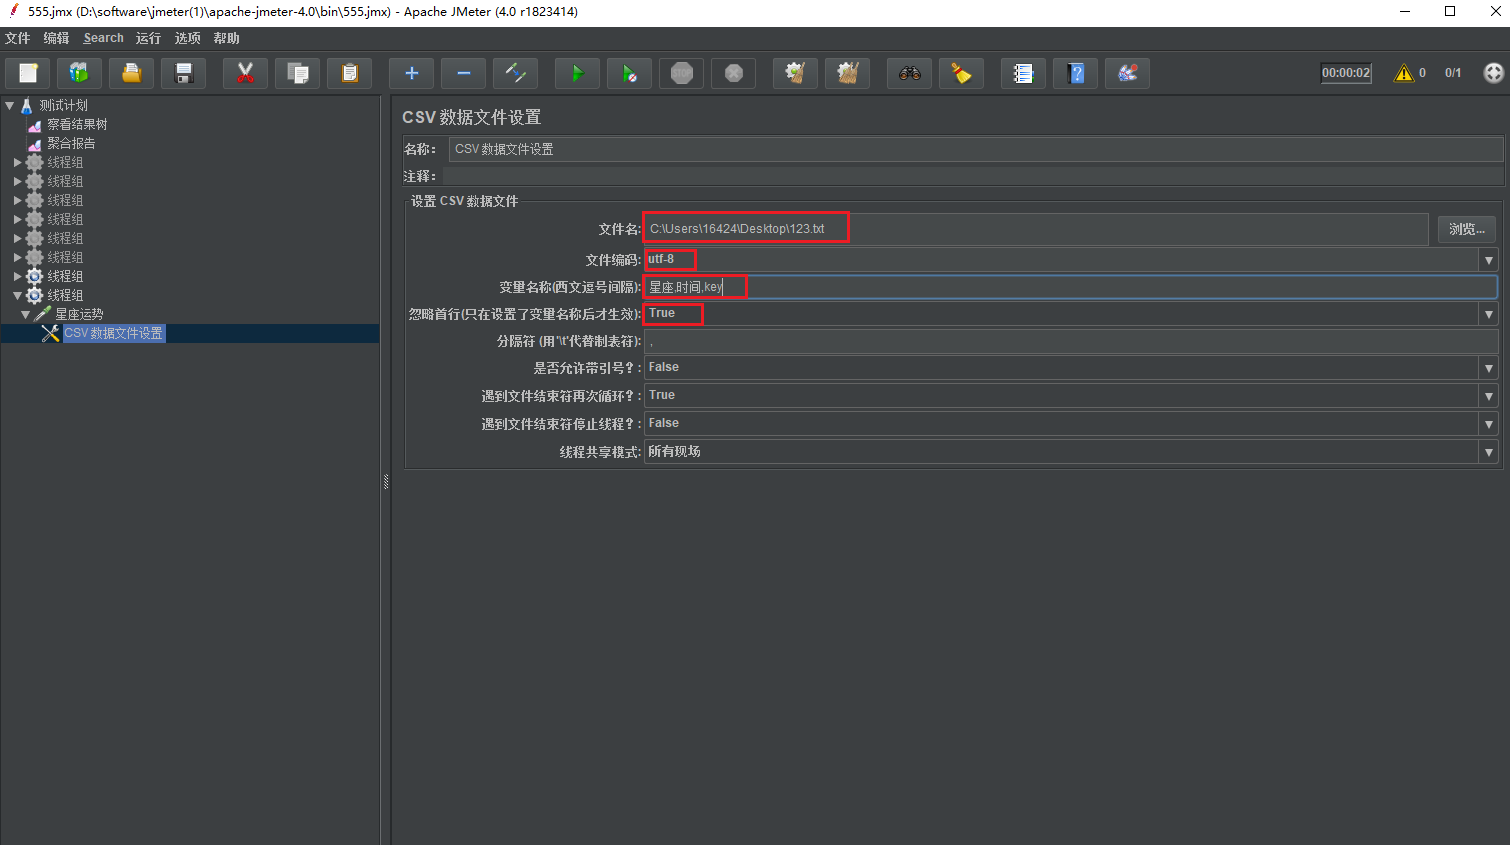 555.jmx (D:\software\jmeter(1)\apache-jmeter-4.0\bin\555.jmx) - Apache JMeter (4.0 r1823414)
文件 编辑 Search 运行 选项 帮助
STOP
00:00:02 0 0/1
测试计划
察看结果树
聚合报告
线程组
线程组
线程组
线程组
线程组
线程组
线程组
线程组
星座运势
CSV 数据文件设置
CSV 数据文件设置
名称: CSV 数据文件设置
注释:
设置 CSV 数据文件
文件名: C:\Users\16424\Desktop\123.txt 浏览...
文件编码: utf-8
变量名称(西文逗号间隔): 星座,时间,key
忽略首行(只在设置了变量名称后才生效): True
分隔符 (用'\t'代替制表符): ,
是否允许带引号?: False
遇到文件结束符再次循环?: True
遇到文件结束符停止线程?: False
线程共享模式: 所有现场